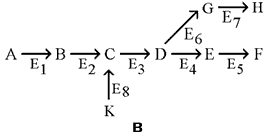 G → H
E₆ E₇
A → B → C → D → E → F
E₁ E₂ E₃ E₄ E₅
E₈
K
в